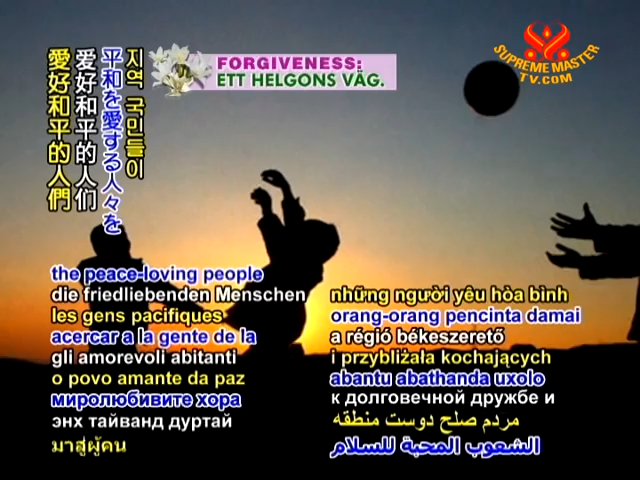 SUPREME MASTER
TV.COM
FORGIVENESS:
ETT HELGONS VÄG.
지역 국민들이
平和を愛する人々を
爱好和平的人们
愛好和平的人們
the peace-loving people
die friedliebenden Menschen
les gens pacifiques
acercar a la gente de la
gli amorevoli abitanti
o povo amante da paz
миролюбивите хора
энх тайванд дуртай
มาสู่ผู้คน
những người yêu hòa bình
orang-orang pencinta damai
a régió békeszerető
i przybliżała kochających
abantu abathanda uxolo
к долговечной дружбе и
مردم صلح دوست منطقه
الشعوب المحبة للسلام